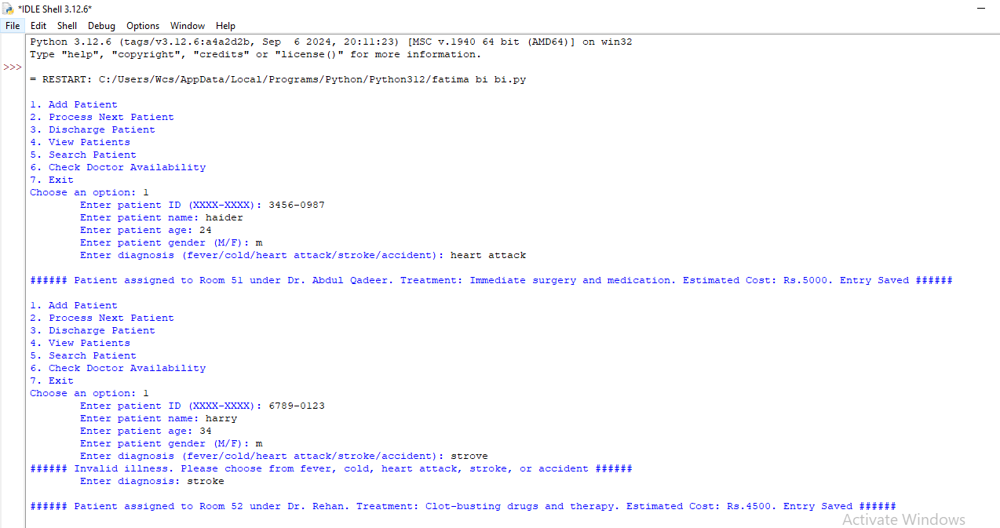 *IDLE Shell 3.12.6*
File Edit Shell Debug Options Window Help
Python 3.12.6 (tags/v3.12.6:a4a2d2b, Sep  6 2024, 20:11:23) [MSC v.1940 64 bit (AMD64)] on win32
Type "help", "copyright", "credits" or "license()" for more information.
>>>
= RESTART: C:/Users/Wcs/AppData/Local/Programs/Python/Python312/fatima bi bi.py
1. Add Patient
2. Process Next Patient
3. Discharge Patient
4. View Patients
5. Search Patient
6. Check Doctor Availability
7. Exit
Choose an option: 1
Enter patient ID (XXXX-XXXX): 3456-0987
Enter patient name: haider
Enter patient age: 24
Enter patient gender (M/F): m
Enter diagnosis (fever/cold/heart attack/stroke/accident): heart attack
###### Patient assigned to Room 51 under Dr. Abdul Qadeer. Treatment: Immediate surgery and medication. Estimated Cost: Rs.5000. Entry Saved ######
1. Add Patient
2. Process Next Patient
3. Discharge Patient
4. View Patients
5. Search Patient
6. Check Doctor Availability
7. Exit
Choose an option: 1
Enter patient ID (XXXX-XXXX): 6789-0123
Enter patient name: harry
Enter patient age: 34
Enter patient gender (M/F): m
Enter diagnosis (fever/cold/heart attack/stroke/accident): strove
###### Invalid illness. Please choose from fever, cold, heart attack, stroke, or accident ######
Enter diagnosis: stroke
###### Patient assigned to Room 52 under Dr. Rehan. Treatment: Clot-busting drugs and therapy. Estimated Cost: Rs.4500. Entry Saved ######
Activate Windows